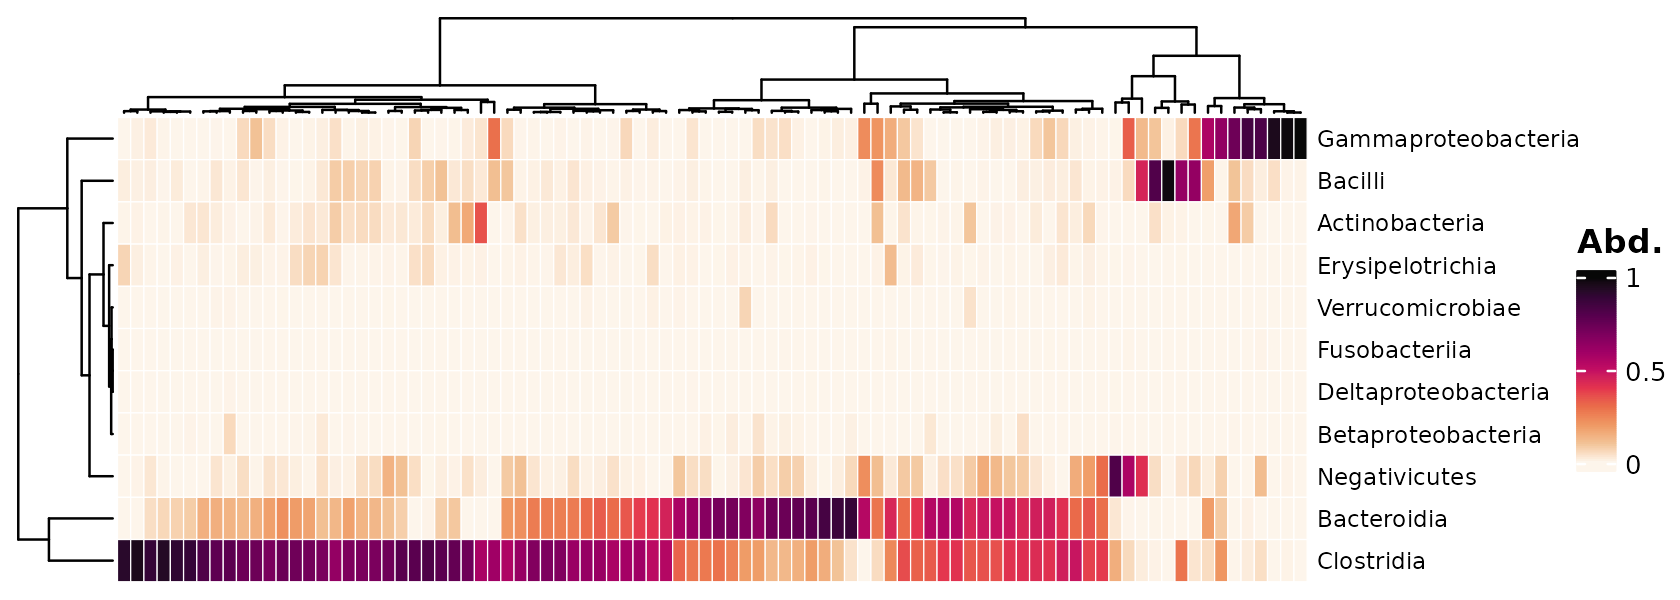 Gammaproteobacteria
Bacilli
Actinobacteria
Erysipelotrichia
Verrucomicrobiae
Fusobacteriia
Deltaproteobacteria
Betaproteobacteria
Negativicutes
Bacteroidia
Clostridia
Abd.
1
0.5
0